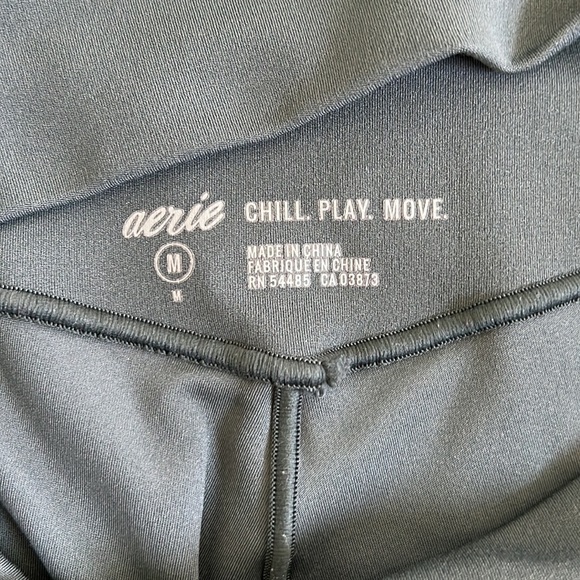 aerie CHILL. PLAY. MOVE.
M
M
MADE IN CHINA
FABRIQUE EN CHINE
RN 54485 CA 03873